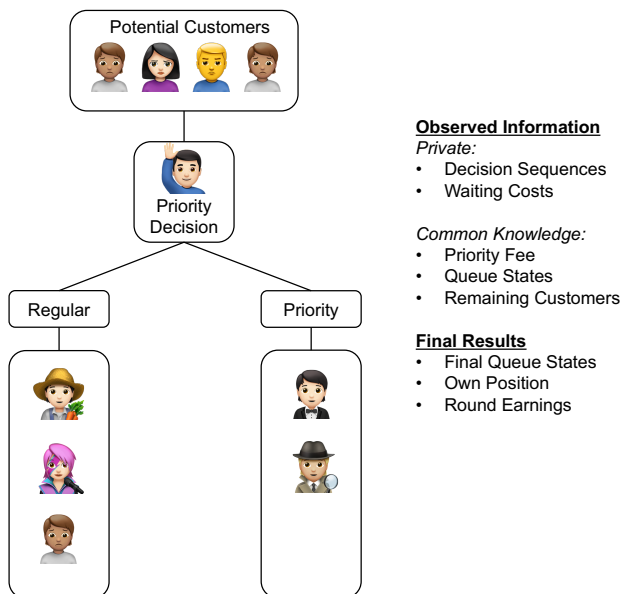 Potential Customers
Priority
Decision
Regular
Priority
Observed Information
Private:
• Decision Sequences
• Waiting Costs
Common Knowledge:
• Priority Fee
• Queue States
• Remaining Customers
Final Results
• Final Queue States
• Own Position
• Round Earnings